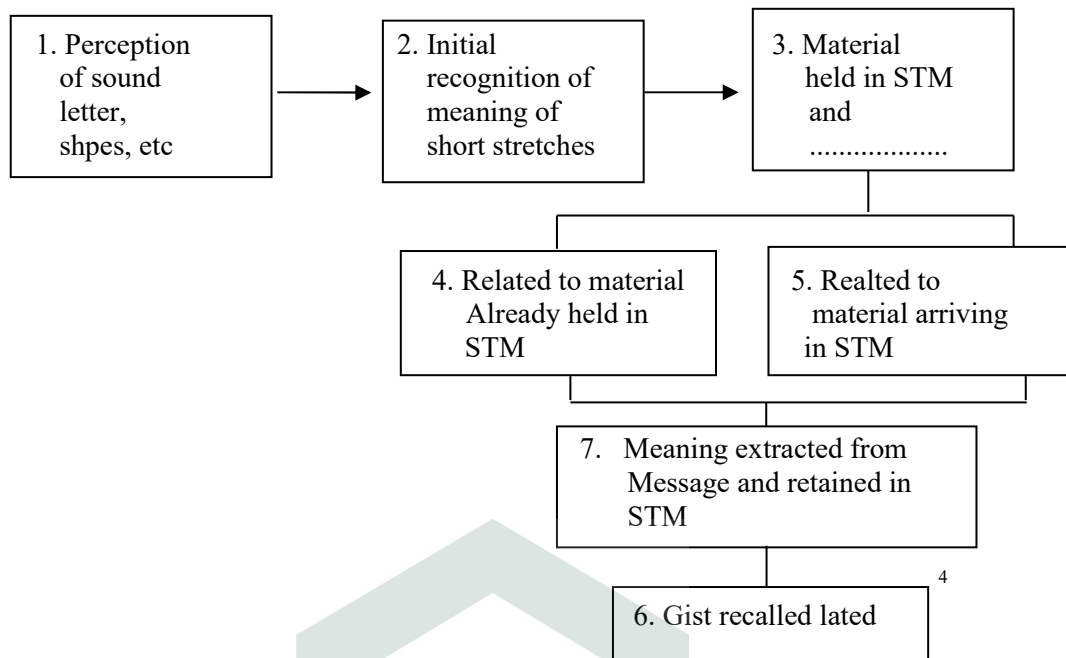 1. Perception
of sound
letter,
shpes, etc
2. Initial
recognition of
meaning of
short stretches
3. Material
held in STM
and
...................
4. Related to material
Already held in
STM
5. Realted to
material arriving
in STM
7. Meaning extracted from
Message and retained in
STM
4
6. Gist recalled lated